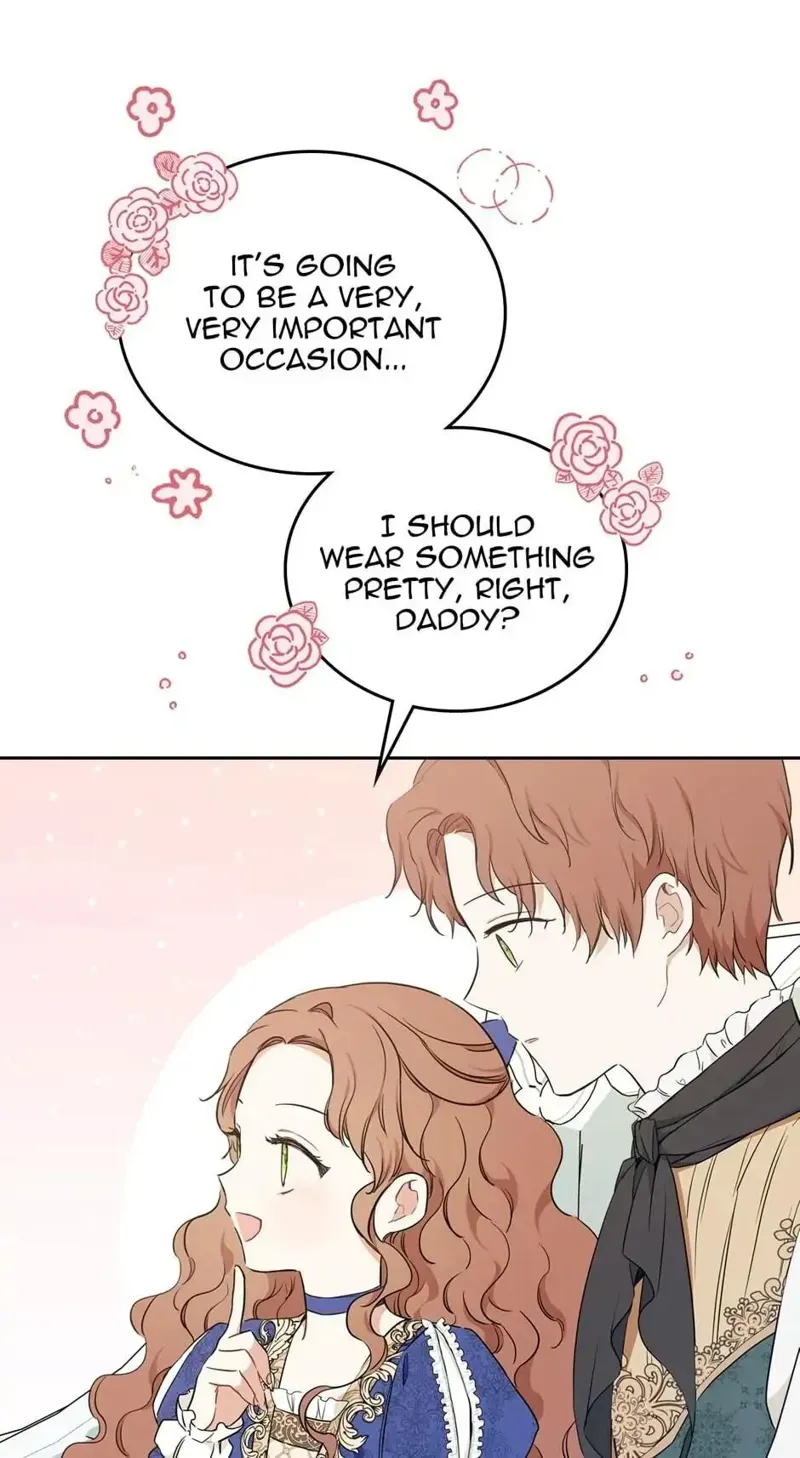 IT'S GOING
TO BE A VERY,
VERY IMPORTANT
OCCASION...
I SHOULD
WEAR SOMETHING
PRETTY, RIGHT,
DADDY?